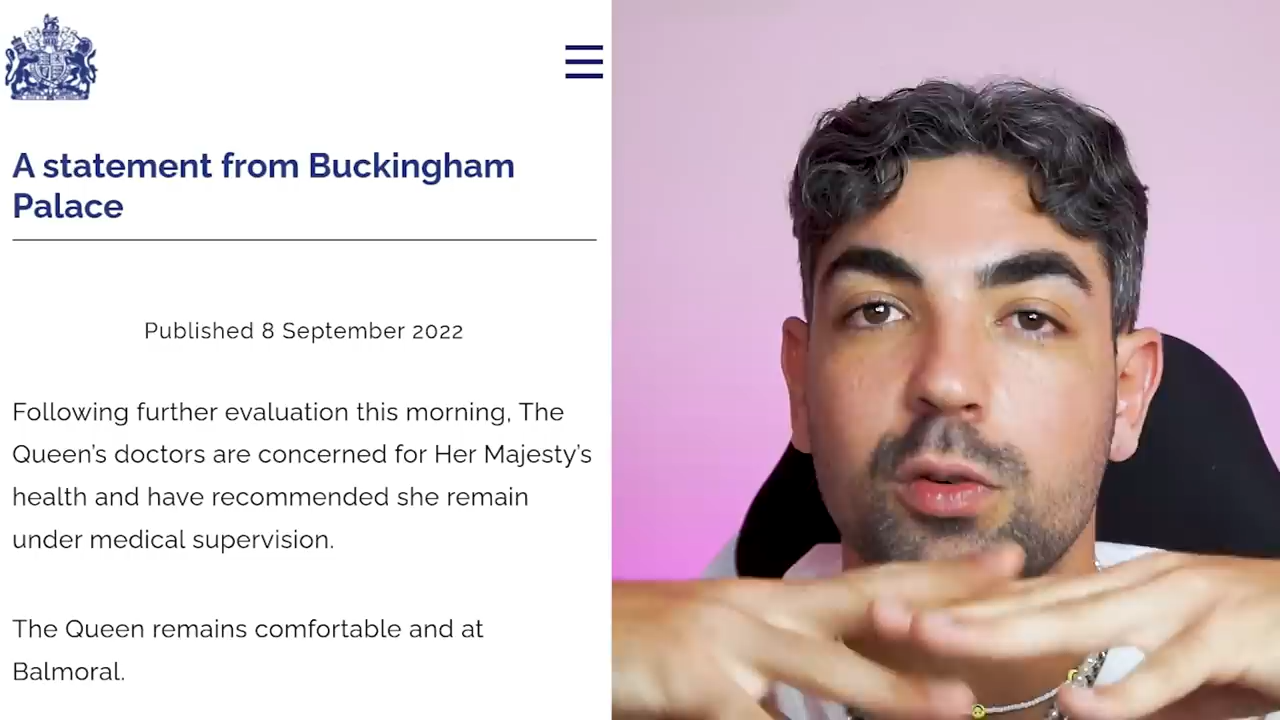 A statement from Buckingham
Palace
Published 8 September 2022
Following further evaluation this morning, The
Queen’s doctors are concerned for Her Majesty’s
health and have recommended she remain
under medical supervision.
The Queen remains comfortable and at
Balmoral.